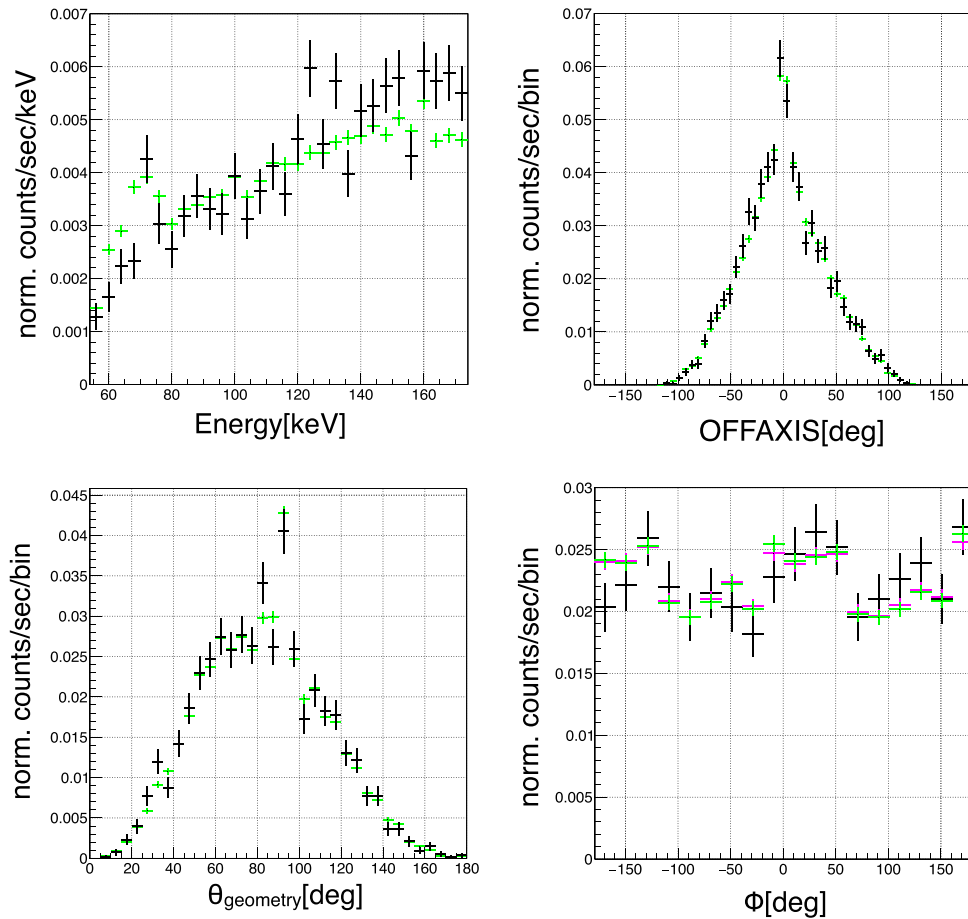 0.007
0.006
0.005
0.004
0.003
0.002
0.001
0
norm. counts/sec/keV
60 80 100 120 140 160
Energy[keV]
0.06
0.05
0.04
0.03
0.02
0.01
0
norm. counts/sec/bin
−150 −100 −50 0 50 100 150
OFFAXIS[deg]
0.045
0.04
0.035
0.03
0.025
0.02
0.015
0.01
0.005
0
norm. counts/sec/bin
0 20 40 60 80 100 120 140 160 180
θgeometry[deg]
0.03
0.025
0.02
0.015
0.01
0.005
0
norm. counts/sec/bin
−150 −100 −50 0 50 100 150
Φ[deg]